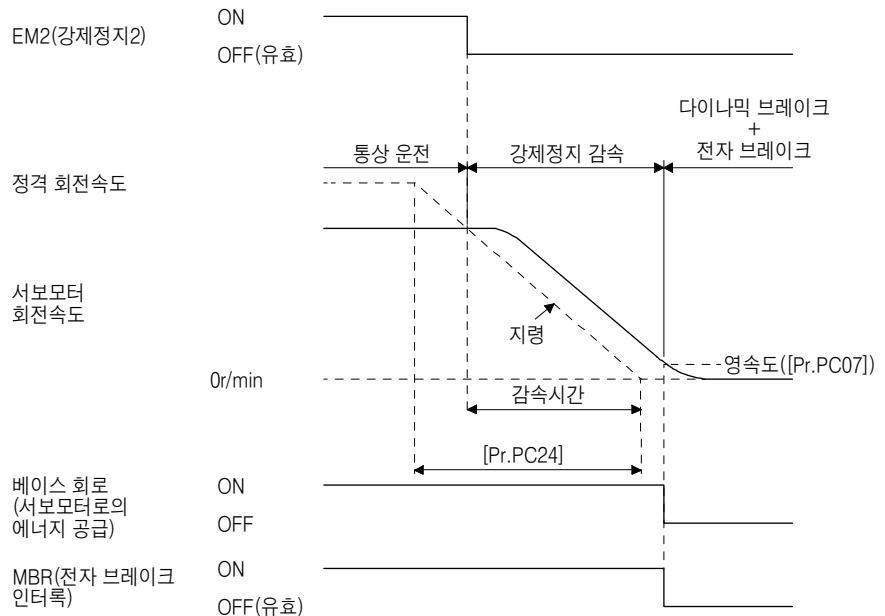 EM2(강제정지2)
ON
OFF(유효)
다이나믹 브레이크
+
전자 브레이크
통상 운전
강제정지 감속
정격 회전속도
서보모터
회전속도
지령
영속도([Pr.PC07])
0r/min
감속시간
[Pr.PC24]
베이스 회로
(서보모터로의
에너지 공급)
ON
OFF
MBR(전자 브레이크
인터록)
ON
OFF(유효)